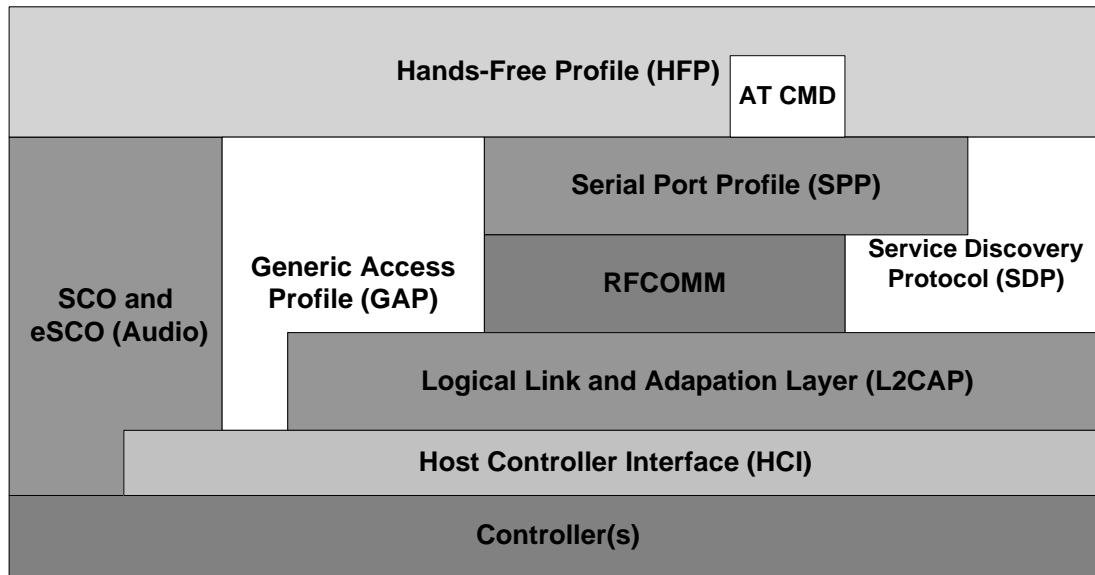 Hands-Free Profile (HFP)
AT CMD
Serial Port Profile (SPP)
Generic Access
Profile (GAP)
RFCOMM
Service Discovery
Protocol (SDP)
SCO and
eSCO (Audio)
Logical Link and Adapation Layer (L2CAP)
Host Controller Interface (HCI)
Controller(s)